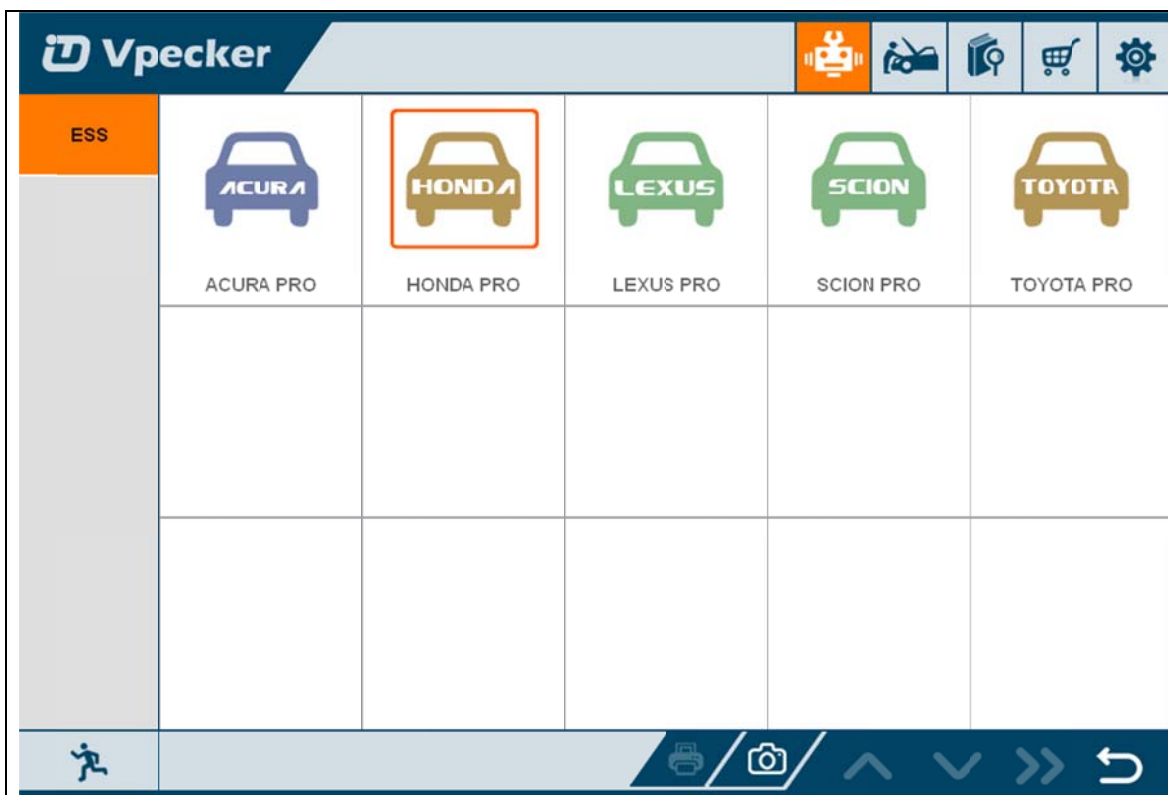 Vpecker
ESS
ACURA
HONDA
LEXUS
SCION
TOYOTA
ACURA PRO
HONDA PRO
LEXUS PRO
SCION PRO
TOYOTA PRO